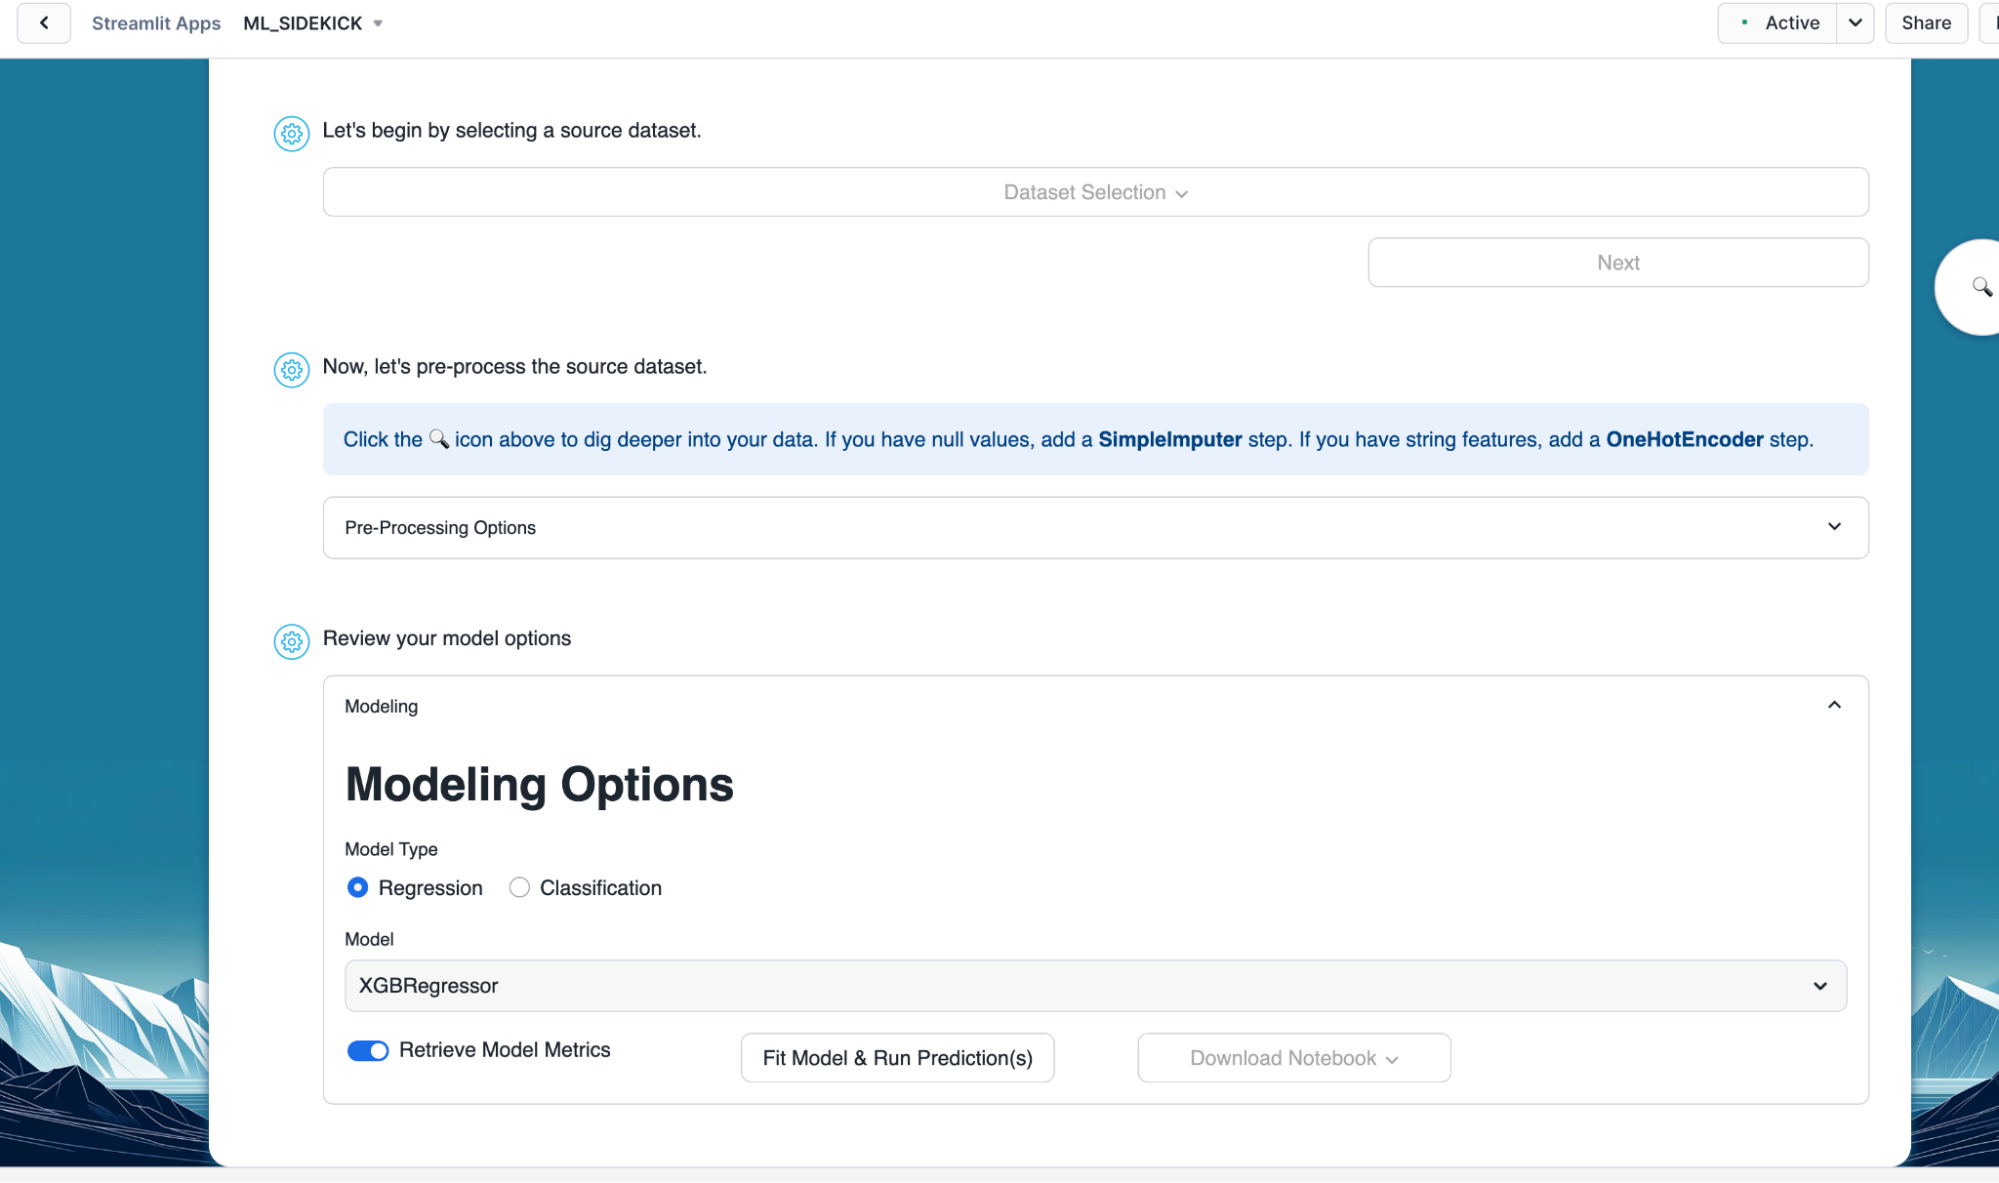 Streamlit Apps ML_SIDEKICK
Active Share
Let's begin by selecting a source dataset.
Dataset Selection
Next
Now, let's pre-process the source dataset.
Click the 🔍 icon above to dig deeper into your data. If you have null values, add a SimpleImputer step. If you have string features, add a OneHotEncoder step.
Pre-Processing Options
Review your model options
Modeling
Modeling Options
Model Type
Regression Classification
Model
XGBRegressor
Retrieve Model Metrics Fit Model & Run Prediction(s) Download Notebook